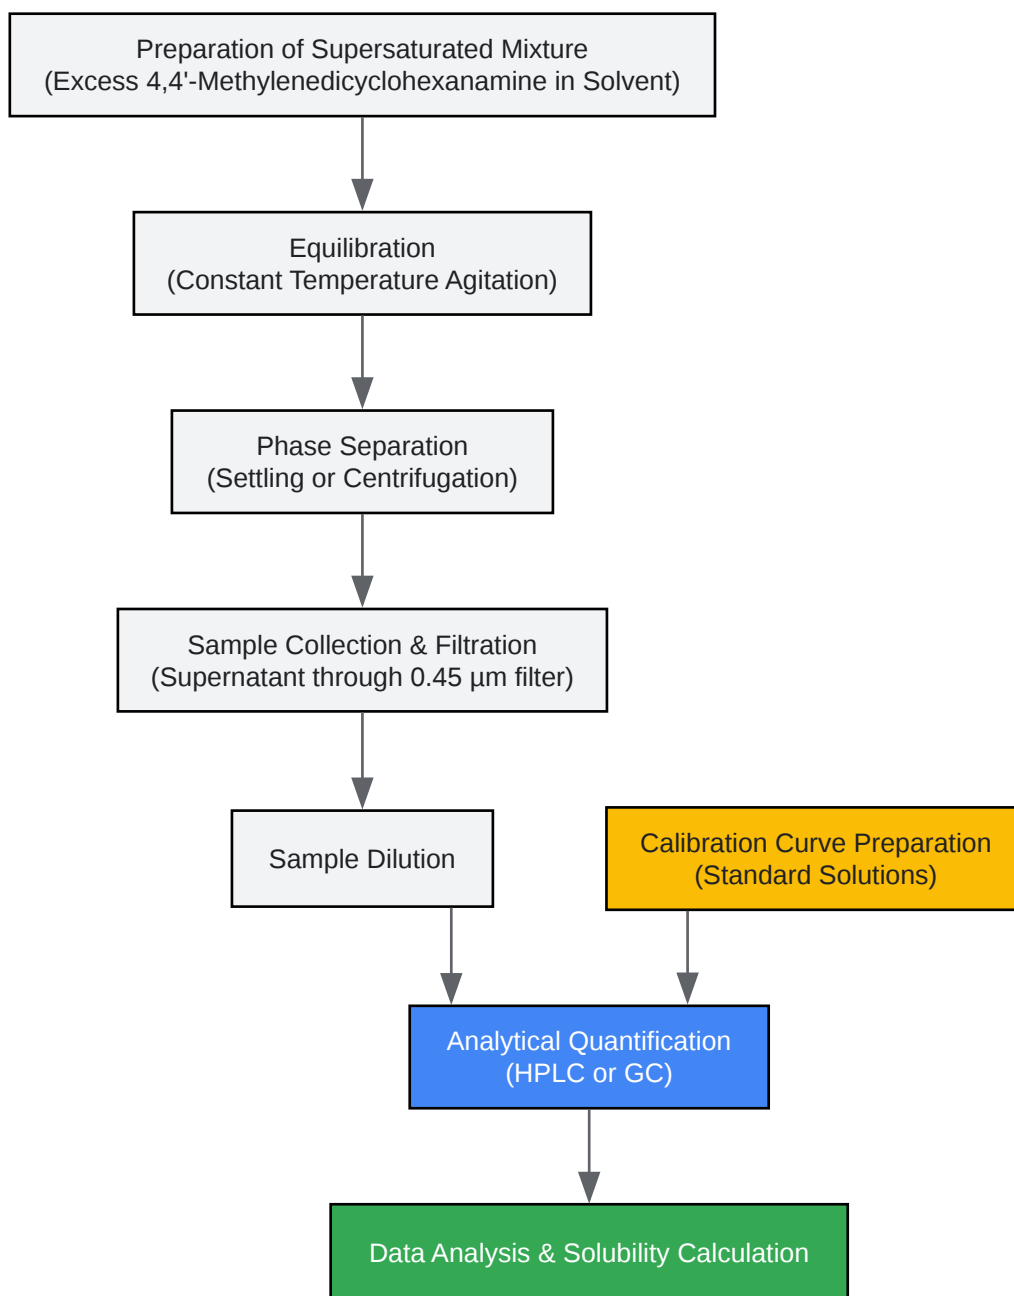 Preparation of Supersaturated Mixture
(Excess 4,4'-Methylenedicyclohexanamine in Solvent)
Equilibration
(Constant Temperature Agitation)
Phase Separation
(Settling or Centrifugation)
Sample Collection & Filtration
(Supernatant through 0.45 µm filter)
Sample Dilution
Calibration Curve Preparation
(Standard Solutions)
Analytical Quantification
(HPLC or GC)
Data Analysis & Solubility Calculation